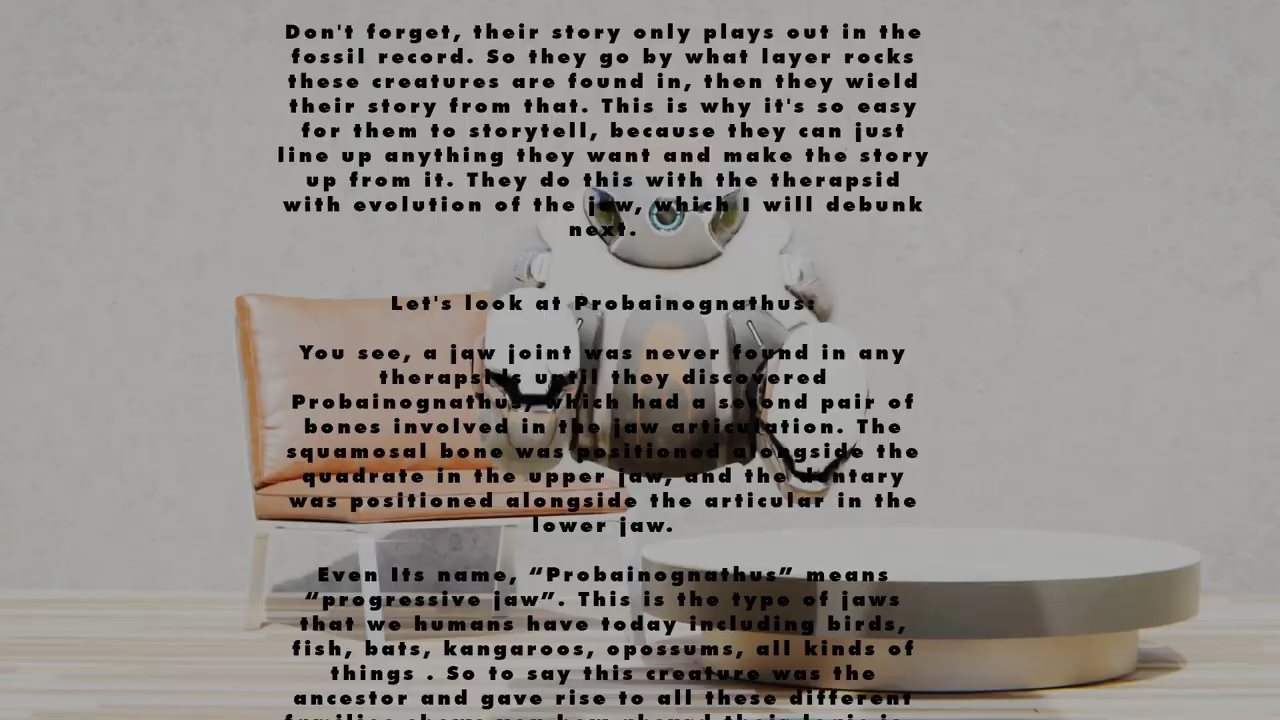 Don't forget, their story only plays out in the
fossil record. So they go by what layer rocks
these creatures are found in, then they wield
their story from that. This is why it's so easy
for them to storytell, because they can just
line up anything they want and make the story
up from it. They do this with the therapsid
with evolution of the jaw, which I will debunk
next.
Let's look at Probainognathus:
You see, a jaw joint was never found in any
therapsids until they discovered
Probainognathus, which had a second pair of
bones involved in the jaw articulation. The
squamosal bone was positioned alongside the
quadrate in the upper jaw, and the dentary
was positioned alongside the articular in the
lower jaw.
Even Its name, “Probainognathus” means
“progressive jaw”. This is the type of jaws
that we humans have today including birds,
fish, bats, kangaroos, opossums, all kinds of
things . So to say this creature was the
ancestor and gave rise to all these different